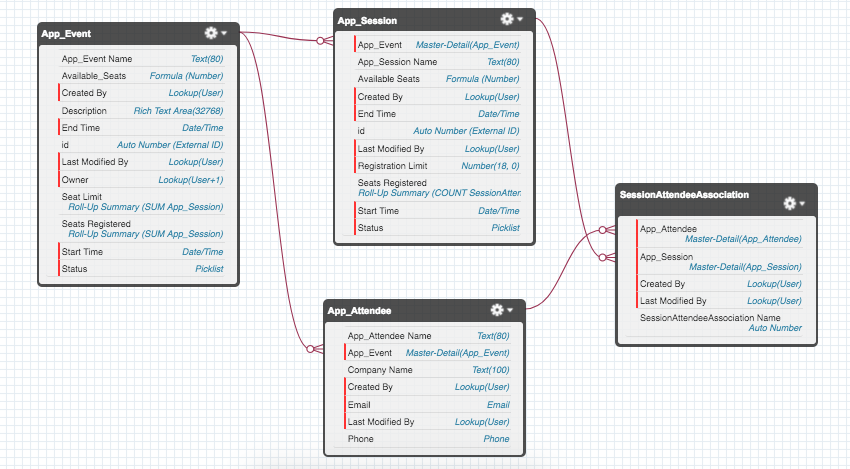 App_Event
App_Event Name Text(80)
Available_Seats Formula (Number)
Created By Lookup(User)
Description Rich Text Area(32768)
End Time Date/Time
id Auto Number (External ID)
Last Modified By Lookup(User)
Owner Lookup(User+1)
Seat Limit
Roll-Up Summary (SUM App_Session)
Seats Registered
Roll-Up Summary (SUM App_Session)
Start Time Date/Time
Status Picklist
App_Session
App_Event Master-Detail(App_Event)
App_Session Name Text(80)
Available Seats Formula (Number)
Created By Lookup(User)
End Time Date/Time
id Auto Number (External ID)
Last Modified By Lookup(User)
Registration Limit Number(18, 0)
Seats Registered
Roll-Up Summary (COUNT SessionAtten
Start Time Date/Time
Status Picklist
App_Attendee
App_Attendee Name Text(80)
App_Event Master-Detail(App_Event)
Company Name Text(100)
Created By Lookup(User)
Email Email
Last Modified By Lookup(User)
Phone Phone
SessionAttendeeAssociation
App_Attendee
Master-Detail(App_Attendee)
App_Session
Master-Detail(App_Session)
Created By Lookup(User)
Last Modified By Lookup(User)
SessionAttendeeAssociation Name
Auto Number